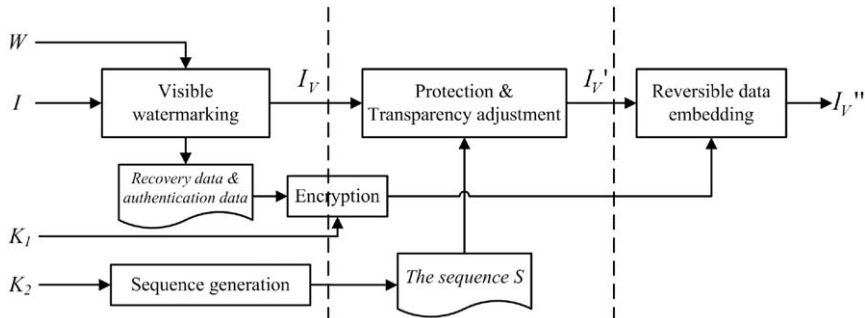 W
I
Visible
watermarking
I_V
Protection &
Transparency adjustment
I_V'
Reversible data
embedding
I_V''
Recovery data &
authentication data
Encryption
K_1
K_2
Sequence generation
The sequence S